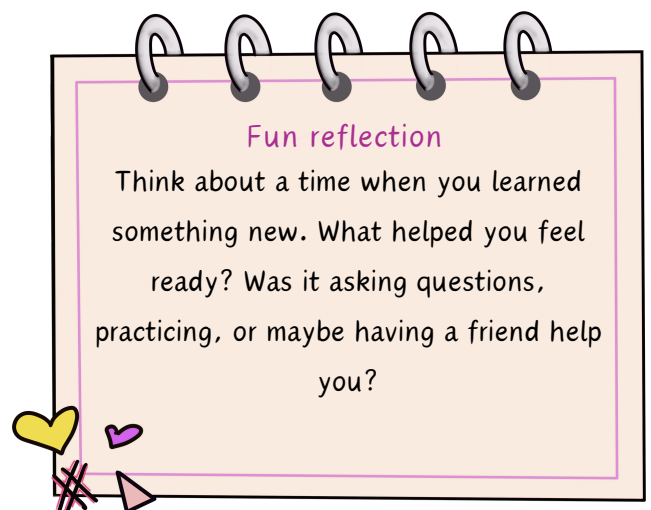 Fun reflection
Think about a time when you learned
something new. What helped you feel
ready? Was it asking questions,
practicing, or maybe having a friend help
you?